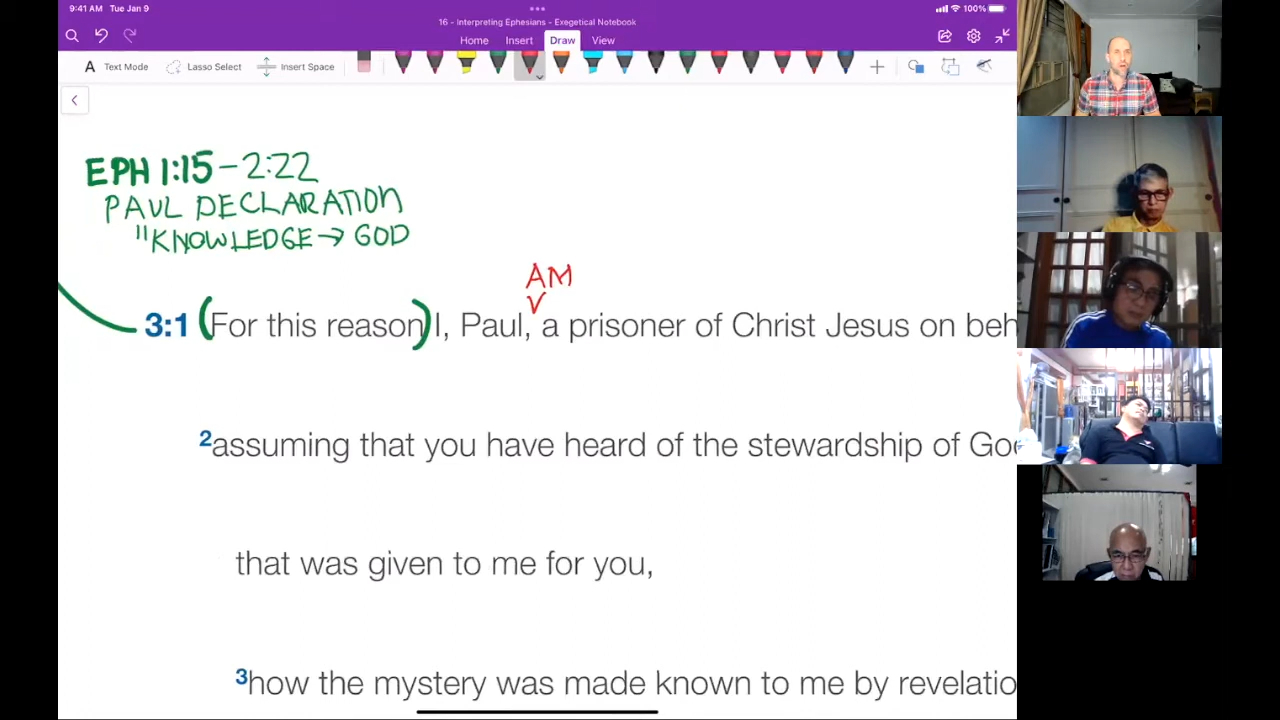 9:41 AM Tue Jan 9
100%
16 - Interpreting Ephesians - Exegetical Notebook
Home Insert Draw View
A Text Mode Lasso Select Insert Space
EPH 1:15-2:22
PAUL DECLARATION
"KNOWLEDGE → GOD
AM
V
3:1 (For this reason) I, Paul, a prisoner of Christ Jesus on beh
2assuming that you have heard of the stewardship of Go
that was given to me for you,
3how the mystery was made known to me by revelatio